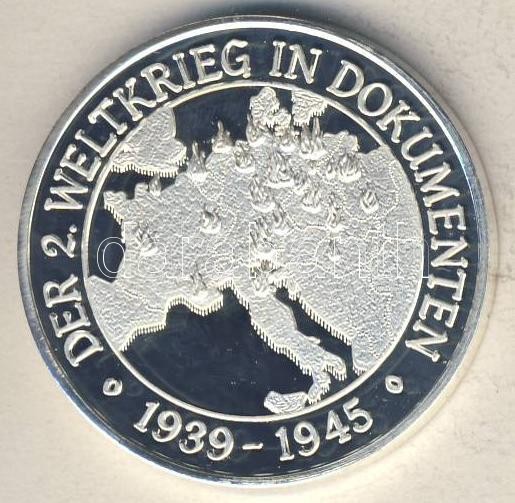 DER 2. WELTKRIEG IN DOKUMENTEN
1939 - 1945